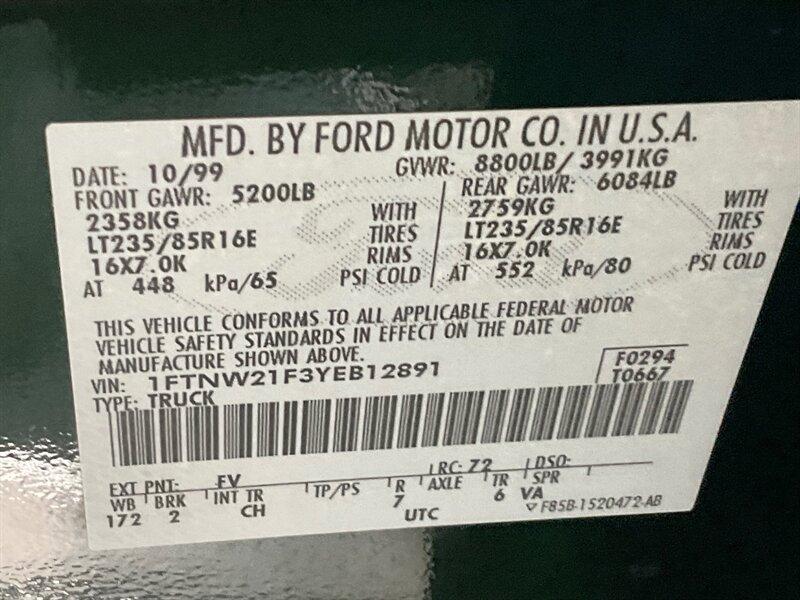 MFD. BY FORD MOTOR CO. IN U.S.A.
DATE: 10/99 GVWR: 8800LB/ 3991KG
FRONT GAWR: 5200LB REAR GAWR: 6084LB
2358KG WITH 2759KG WITH
LT235/85R16E TIRES LT235/85R16E TIRES
16X7.0K RIMS 16X7.0K RIMS
AT 448 kPa/65 PSI COLD AT 552 kPa/80 PSI COLD
THIS VEHICLE CONFORMS TO ALL APPLICABLE FEDERAL MOTOR
VEHICLE SAFETY STANDARDS IN EFFECT ON THE DATE OF
MANUFACTURE SHOWN ABOVE.
VIN: 1FTNW21F3YEB12891 F0294
TYPE: TRUCK T0667
EXT PNT: FV RC: 72 DSO:
WB BRK INT TR TP/PS R AXLE TR SPR
172 2 CH 7 6 VA
UTC ▽ F85B-1520472-AB